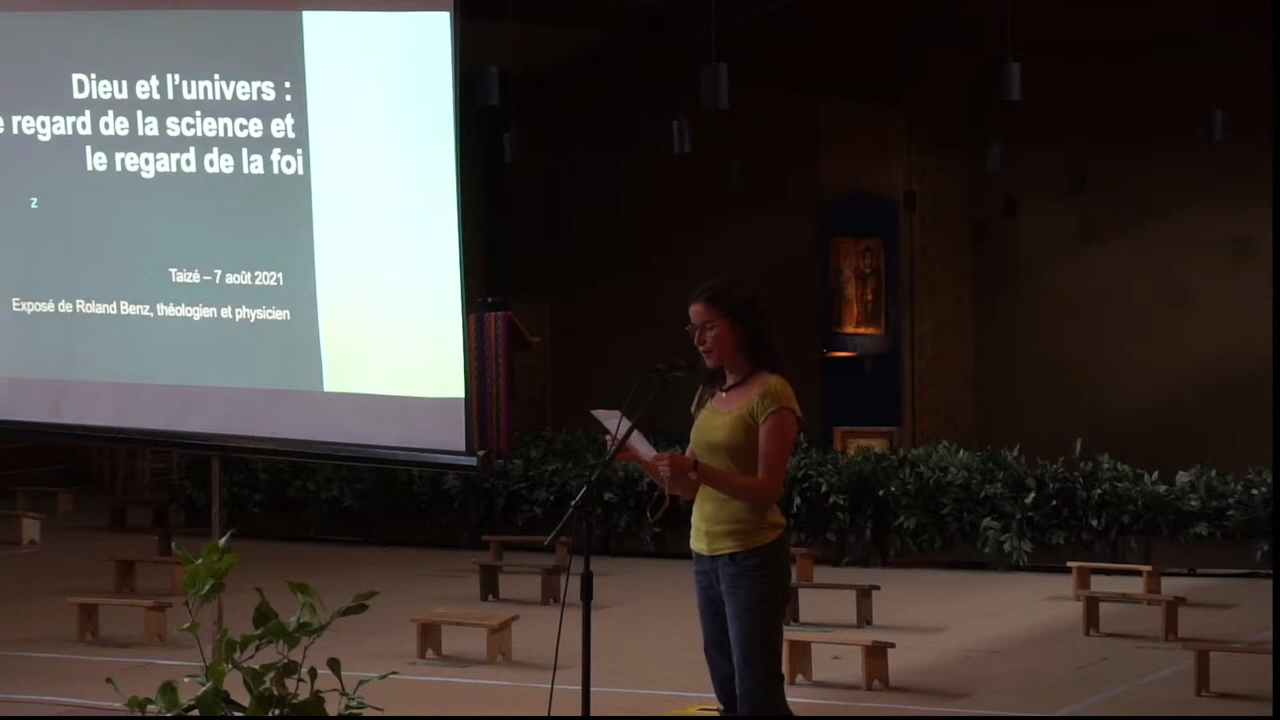 Dieu et l'univers :
e regard de la science et
le regard de la foi
z
Taizé – 7 août 2021
Exposé de Roland Benz, théologien et physicien